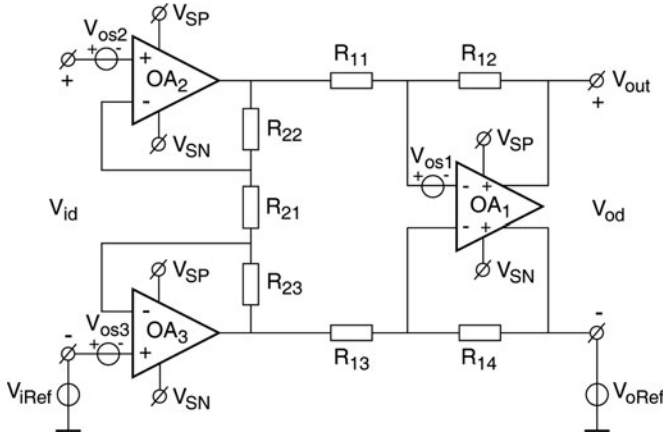 V_SP
V_os2
+ -
+
+
OA_2
-
V_SN
R_11
R_12
V_out
+
R_22
V_SP
V_os1
+ -
- +
OA_1
- +
V_SN
V_id
R_21
V_od
V_SP
R_23
-
OA_3
+
V_os3
+ -
-
V_SN
R_13
R_14
-
V_iRef
V_oRef